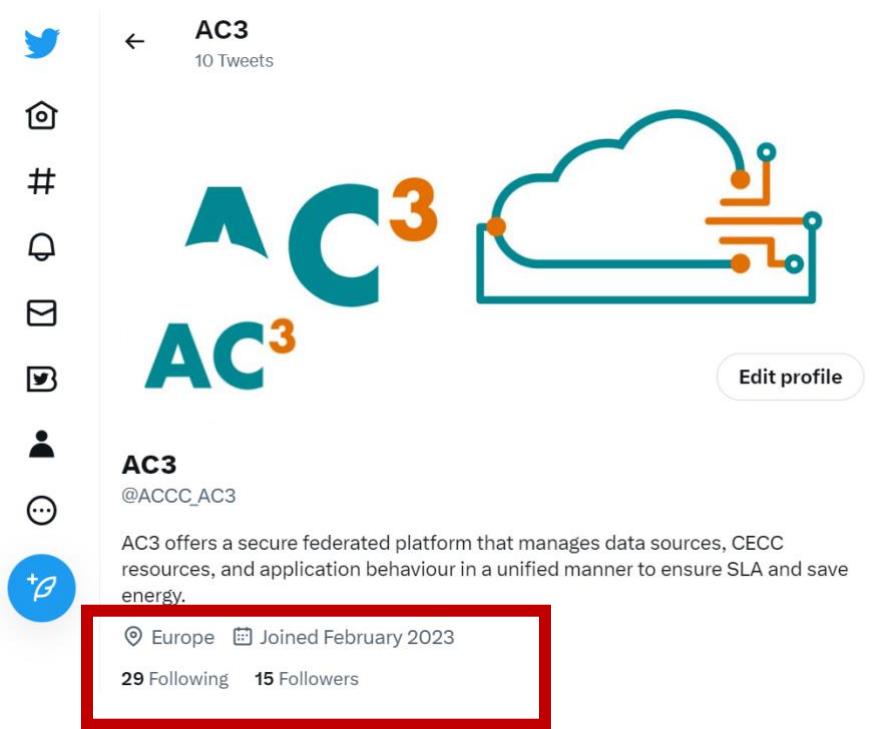 AC3
10 Tweets
AC3
AC3
Edit profile
AC3
@ACCC_AC3
AC3 offers a secure federated platform that manages data sources, CECC
resources, and application behaviour in a unified manner to ensure SLA and save
energy.
Europe Joined February 2023
29 Following 15 Followers